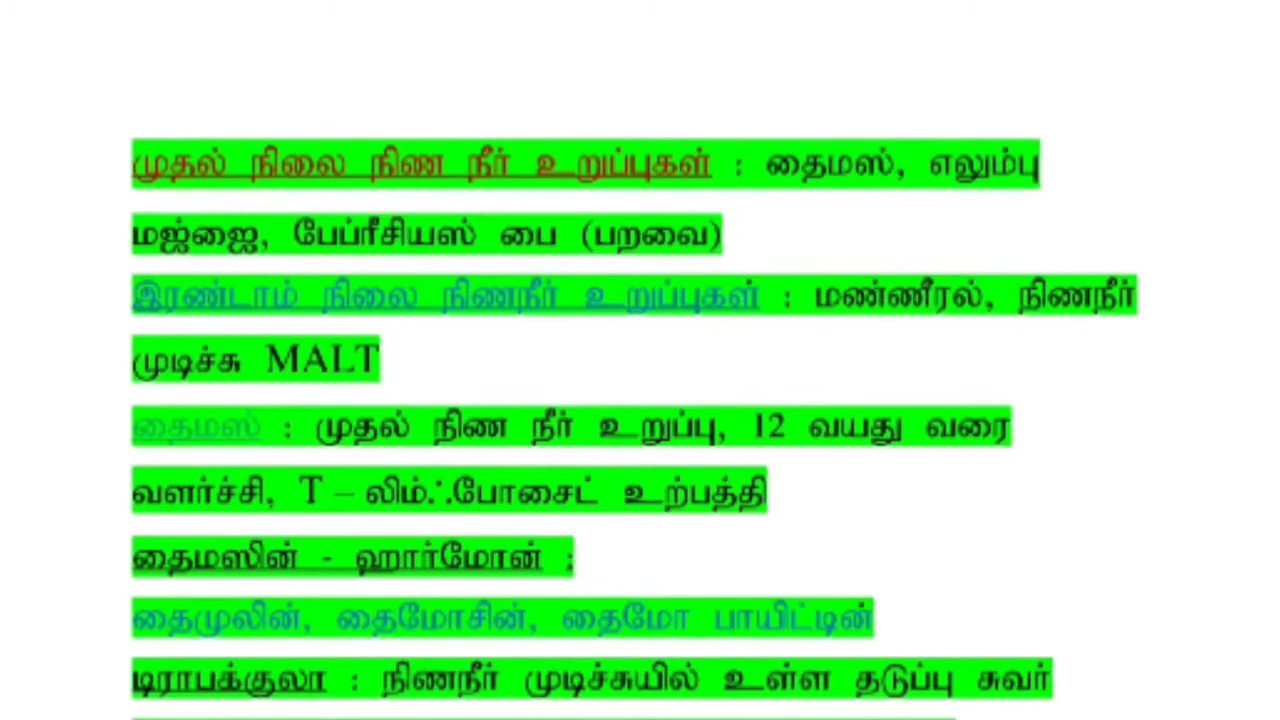 முதல் நிலை நிண நீர் உறுப்புகள் : தைமஸ், எலும்பு
மஜ்ஜை, பேப்ரீசியஸ் பை (பறவை)
இரண்டாம் நிலை நிணநீர் உறுப்புகள் : மண்ணீரல், நிணநீர்
முடிச்சு MALT
தைமஸ் : முதல் நிண நீர் உறுப்பு, 12 வயது வரை
வளர்ச்சி, T – லிம்ஃபோசைட் உற்பத்தி
தைமஸின் - ஹார்மோன் :
தைமுலின், தைமோசின், தைமோ பாயிட்டின்
டிராபக்குலா : நிணநீர் முடிச்சுயில் உள்ள தடுப்பு சுவர்